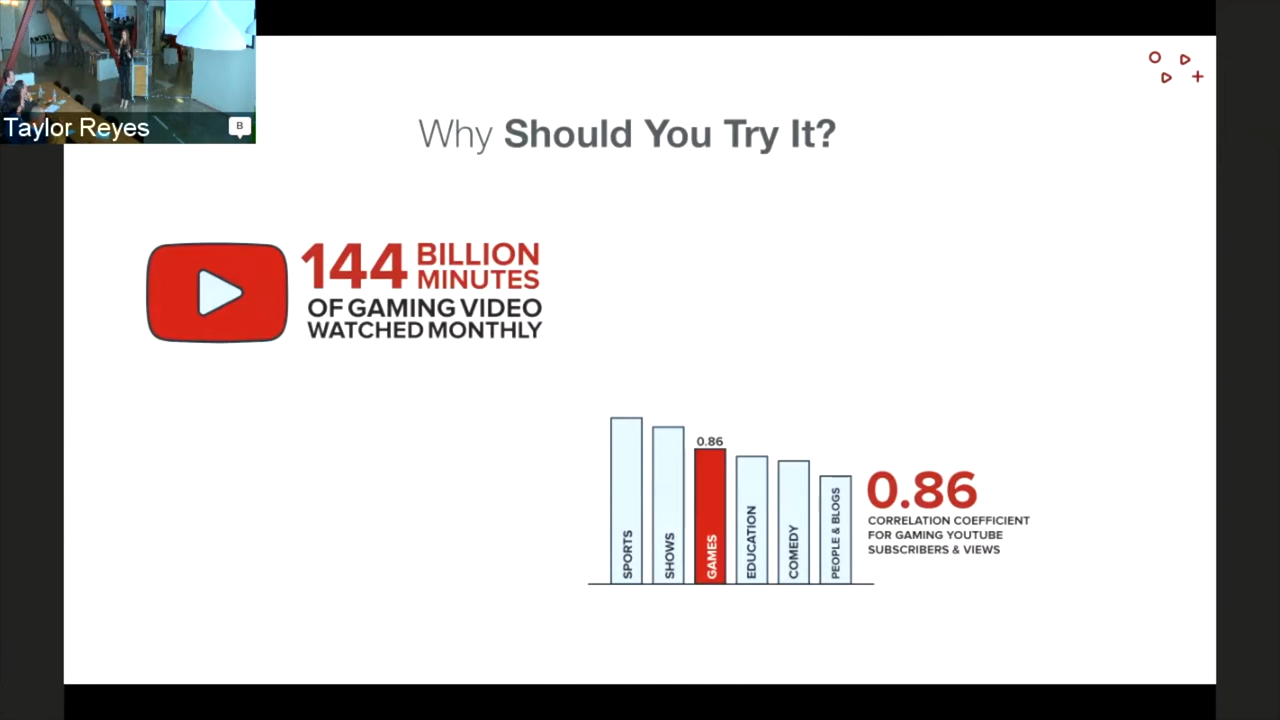 Taylor Reyes
B
Why Should You Try It?
144 BILLION
MINUTES
OF GAMING VIDEO
WATCHED MONTHLY
0.86
SPORTS
SHOWS
GAMES
EDUCATION
COMEDY
PEOPLE & BLOGS
0.86
CORRELATION COEFFICIENT
FOR GAMING YOUTUBE
SUBSCRIBERS & VIEWS